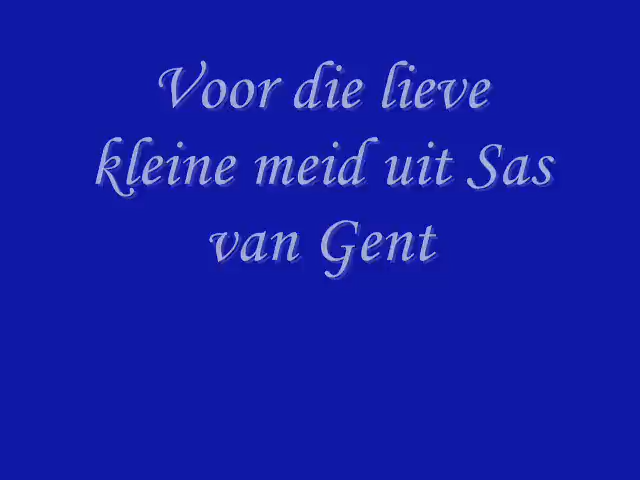 Voor die lieve
kleine meid uit Sas
van Gent